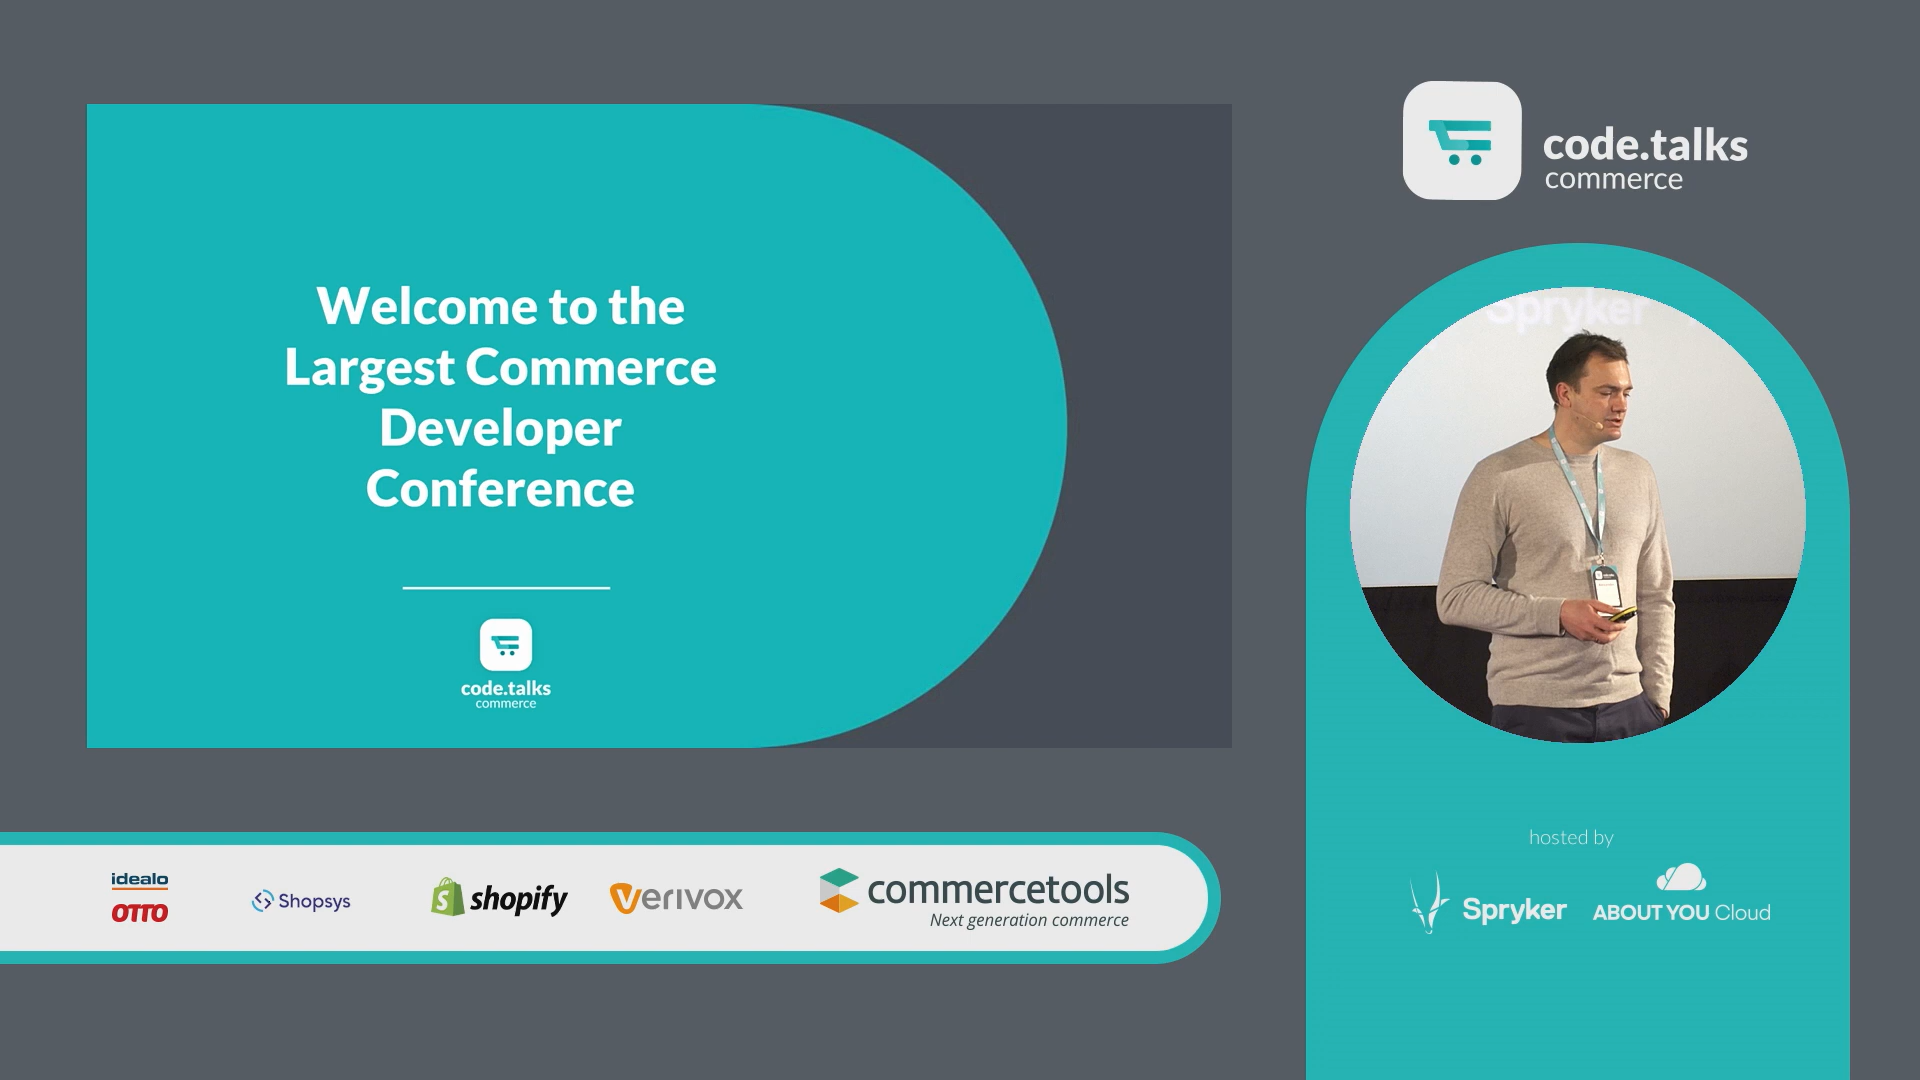 Welcome to the
Largest Commerce
Developer
Conference
code.talks
commerce
code.talks
commerce
Spryker
hosted by
Spryker
ABOUT YOU Cloud
idealo
OTTO
Shopsys
shopify
verivox
commercetools
Next generation commerce